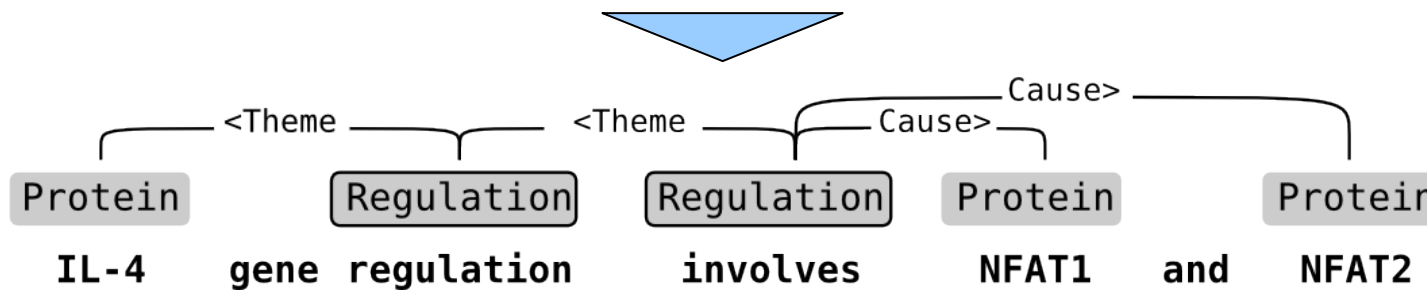 Cause>
<Theme <Theme Cause>
Protein Regulation Regulation Protein Protein
IL-4 gene regulation involves NFAT1 and NFAT2